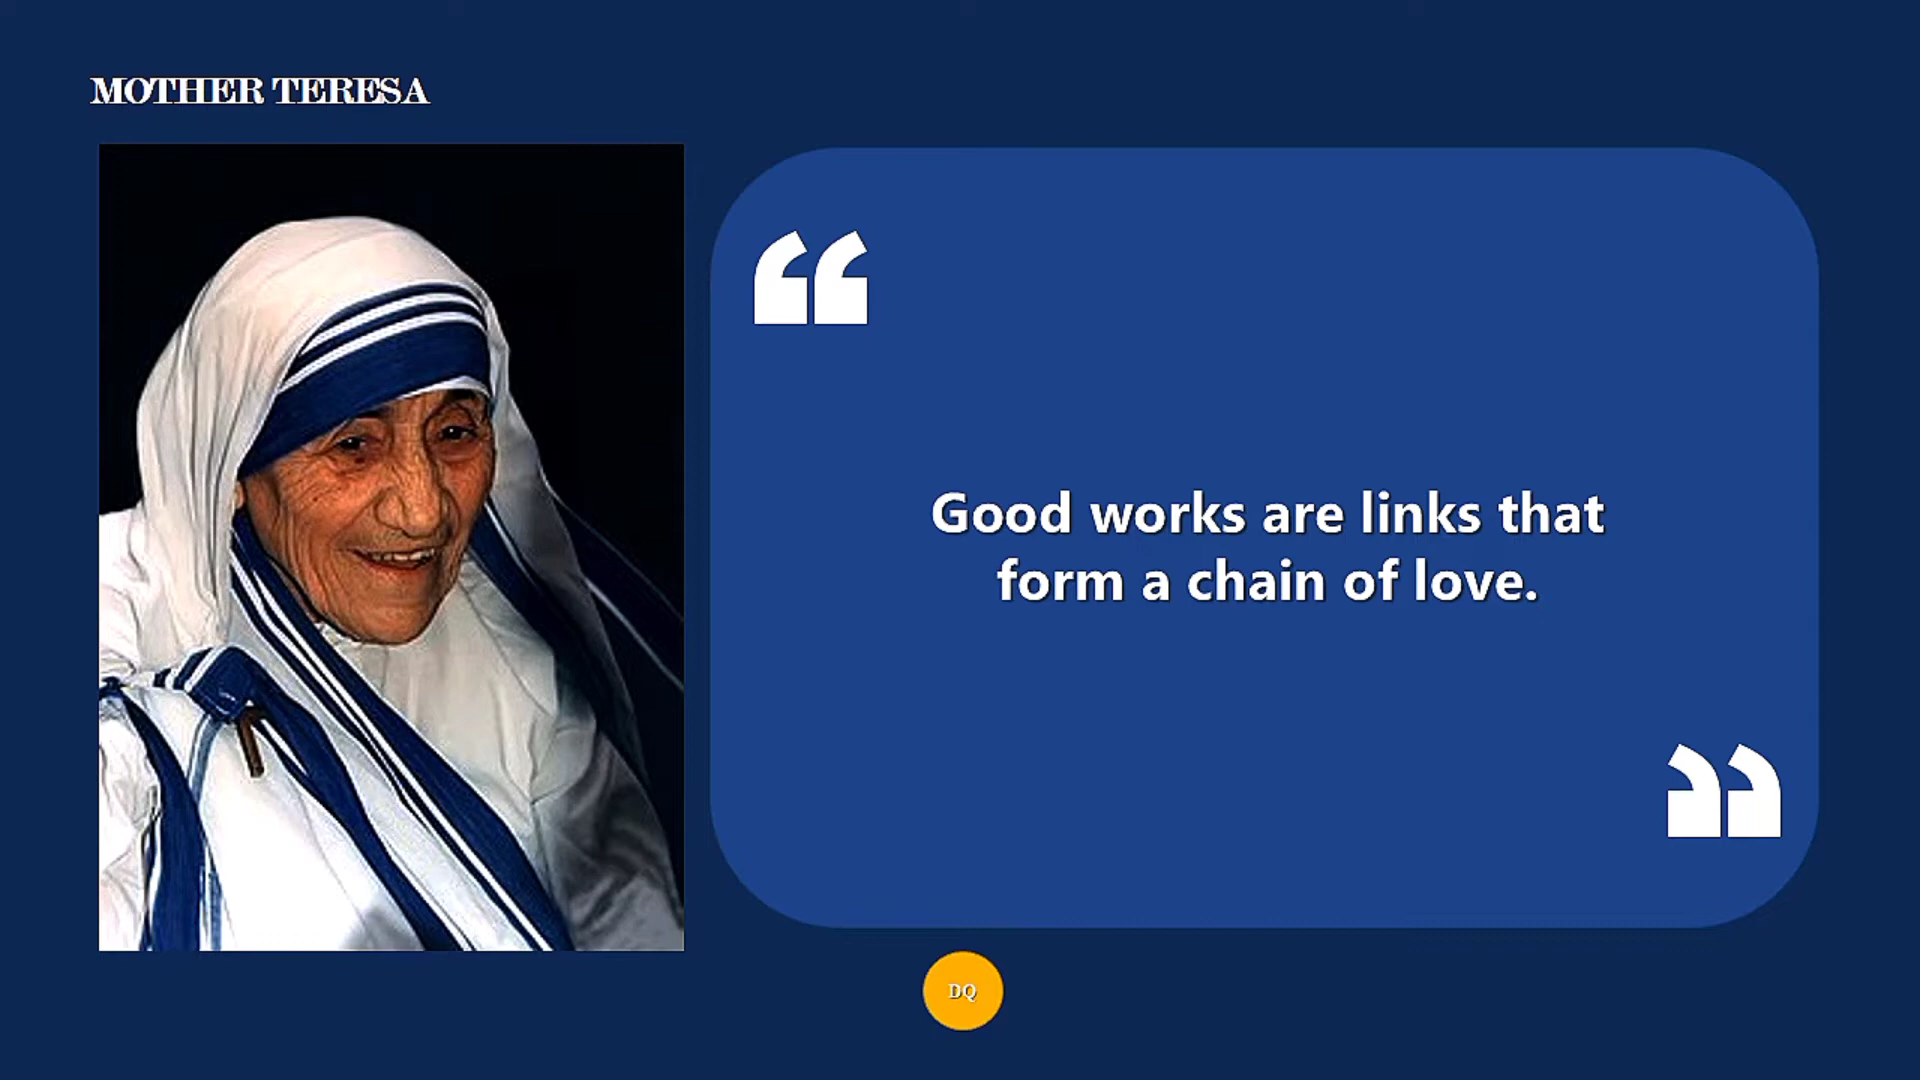 MOTHER TERESA
“
Good works are links that
form a chain of love.
”
DQ